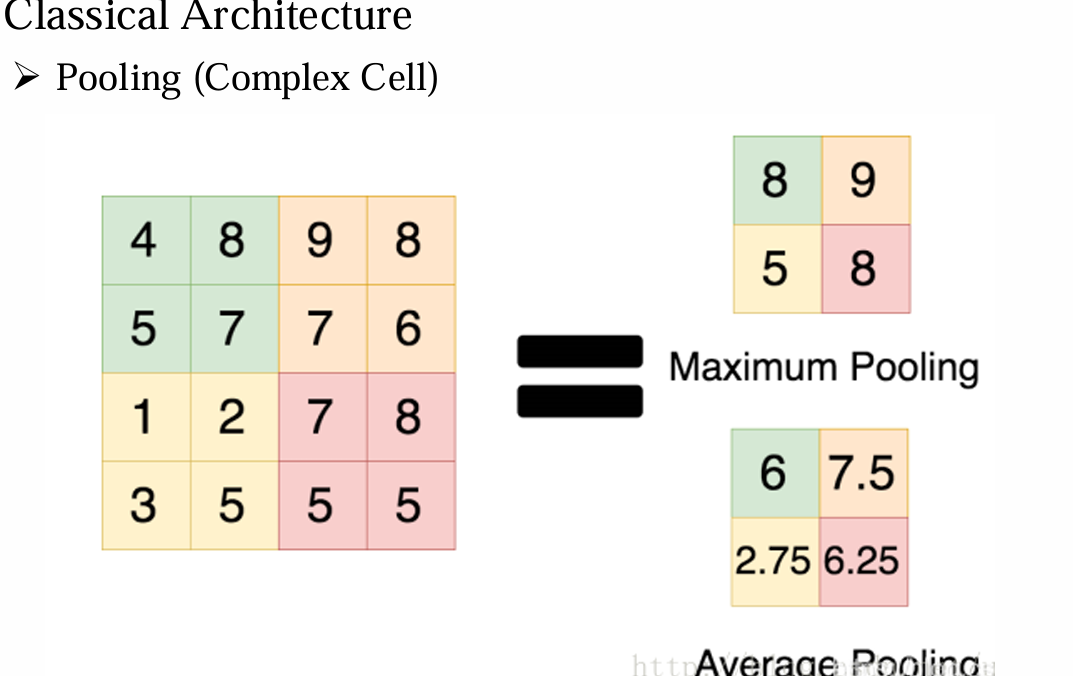 Classical Architecture
➢ Pooling (Complex Cell)
4 8 9 8
5 7 7 6
1 2 7 8
3 5 5 5
8 9
5 8
Maximum Pooling
6 7.5
2.75 6.25
Average Pooling
http:/